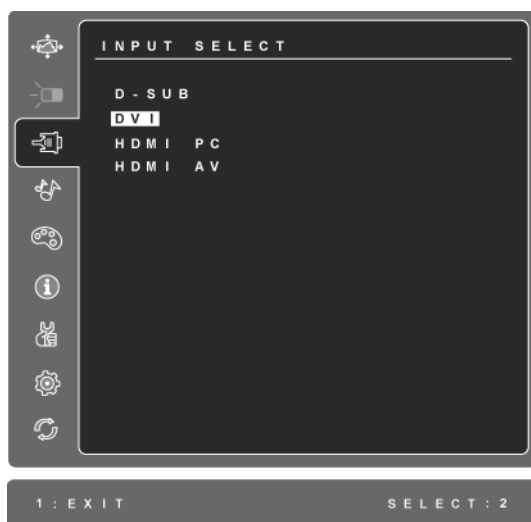 INPUT SELECT
D-SUB
DVI
HDMI PC
HDMI AV
1:EXIT SELECT:2